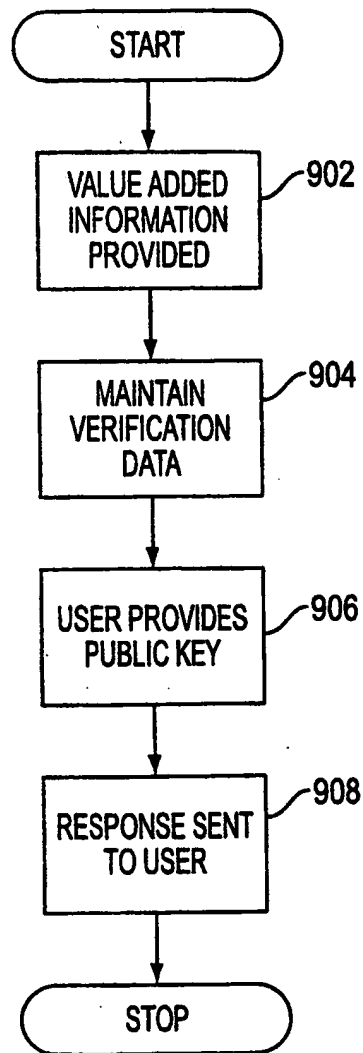 START
VALUE ADDED
INFORMATION
PROVIDED
902
MAINTAIN
VERIFICATION
DATA
904
USER PROVIDES
PUBLIC KEY
906
RESPONSE SENT
TO USER
908
STOP